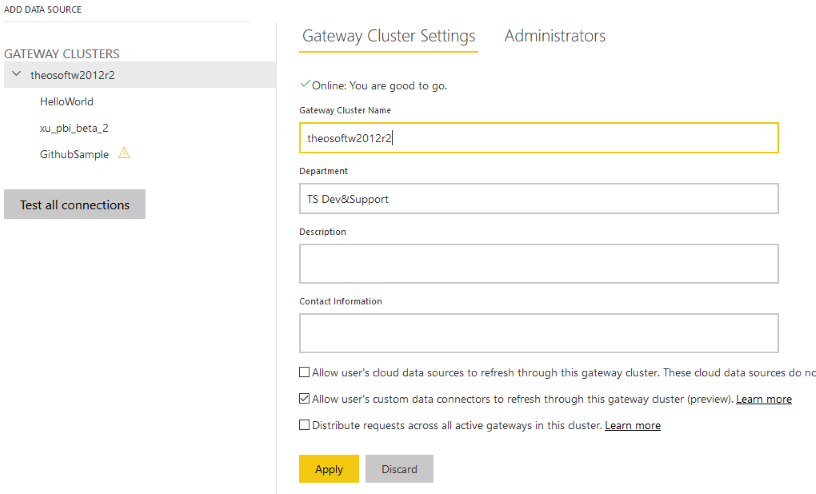 ADD DATA SOURCE
GATEWAY CLUSTERS
theosoftw2012r2
HelloWorld
xu_pbi_beta_2
GithubSample
Test all connections
Gateway Cluster Settings
Administrators
Online: You are good to go.
Gateway Cluster Name
theosoftw2012r2
Department
TS Dev&Support
Description
Contact Information
Allow user's cloud data sources to refresh through this gateway cluster. These cloud data sources do no
Allow user's custom data connectors to refresh through this gateway cluster (preview). Learn more
Distribute requests across all active gateways in this cluster. Learn more
Apply
Discard